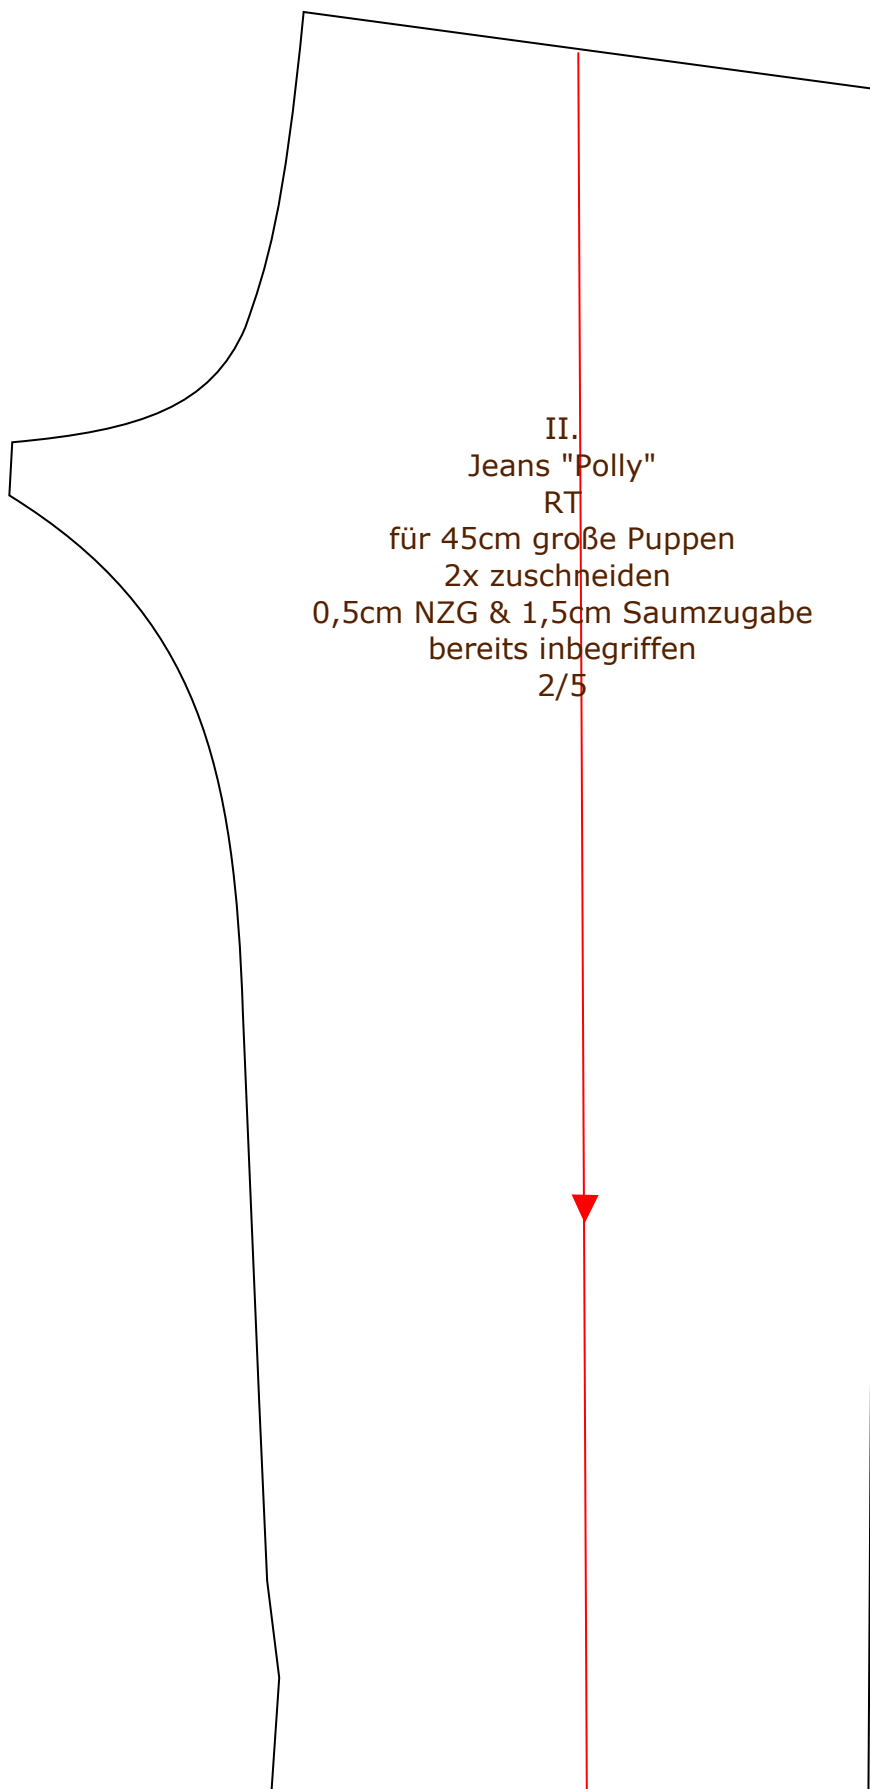 II.
Jeans "Polly"
RT
für 45cm große Puppen
2x zuschneiden
0,5cm NZG & 1,5cm Saumzugabe
bereits inbegriffen
2/5